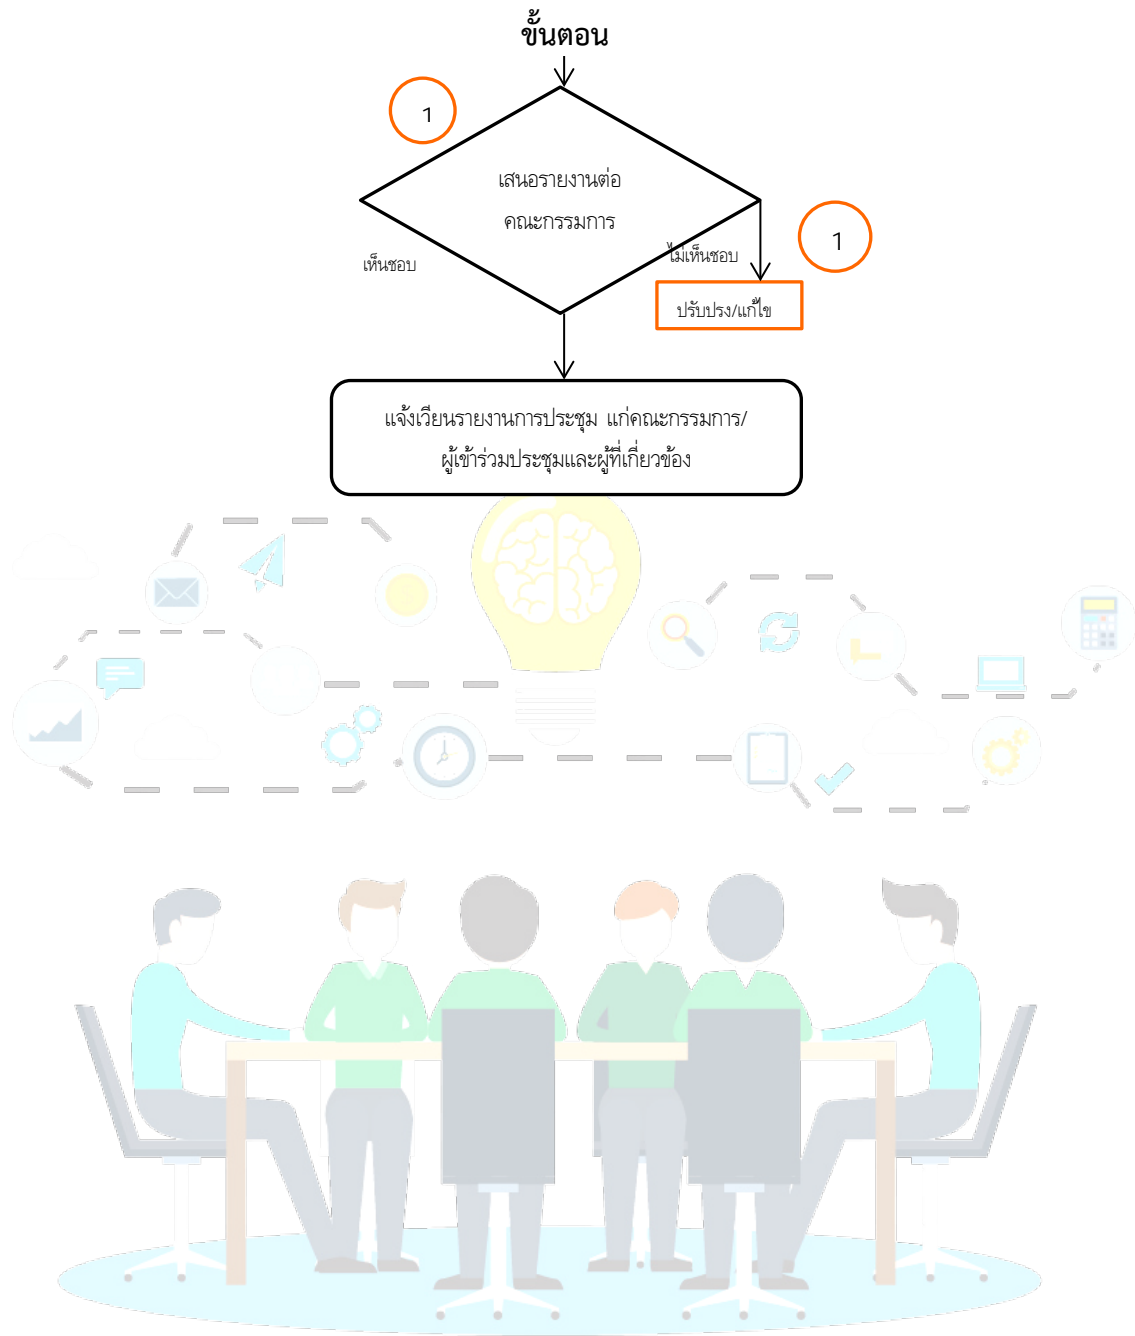 ขั้นตอน
1
เสนอรายงานต่อ
คณะกรรมการ
1
เห็นชอบ
ไม่เห็นชอบ
ปรับปรง/แก้ไข
แจ้งเวียนรายงานการประชุม แก่คณะกรรมการ/
ผู้เข้าร่วมประชุมและผู้ที่เกี่ยวข้อง